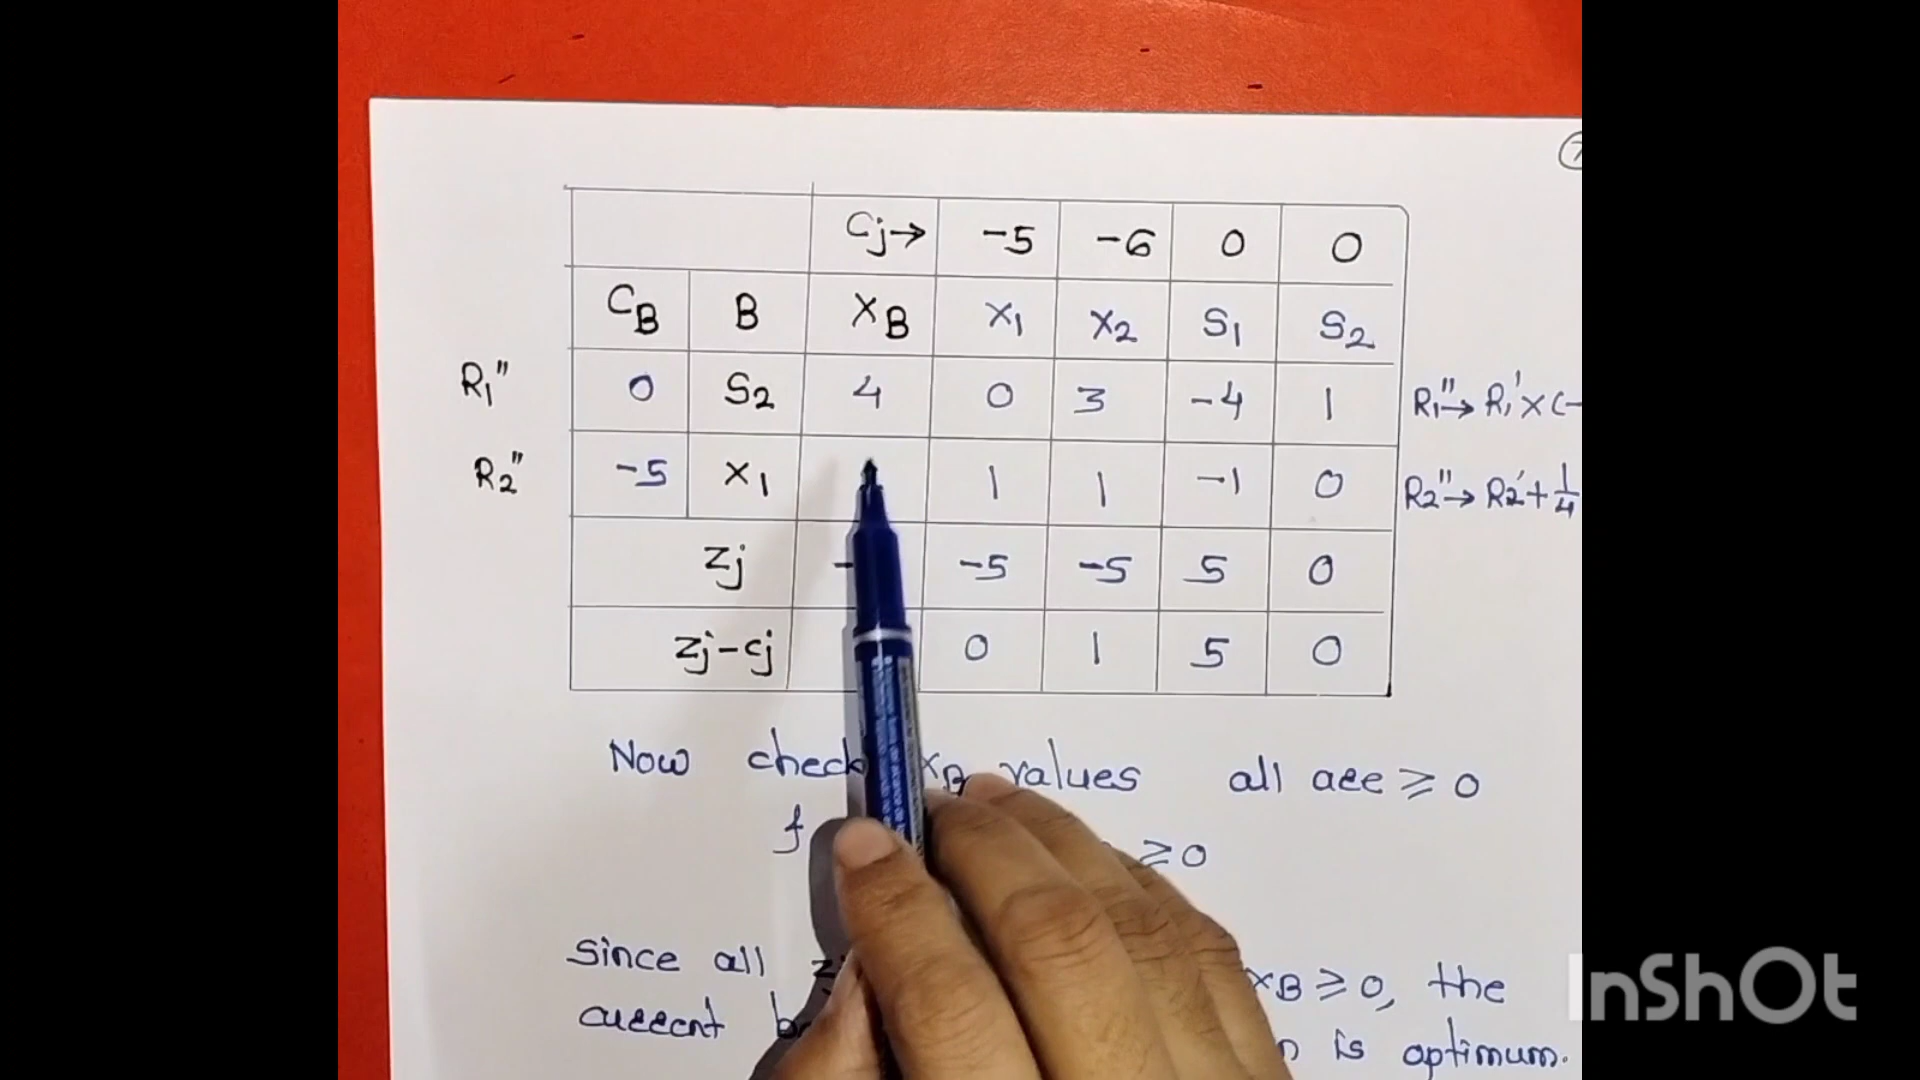 Cj→ -5 -6 0 0
CB B XB X1 X2 S1 S2
R1" 0 S2 4 0 3 -4 1 R1"→ R1' x (-
R2" -5 X1 1 1 -1 0 R2"→ R2' + 1/4
Zj - -5 -5 5 0
Zj-cj 0 1 5 0
Now check XB values all are ≥ 0
≥0
Since all XB ≥ 0, the
current is optimum.
InShOt